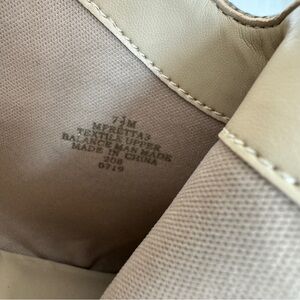 7½M
MFRETTA3
TEXTILE UPPER
BALANCE MAN MADE
MADE IN CHINA
208
0719